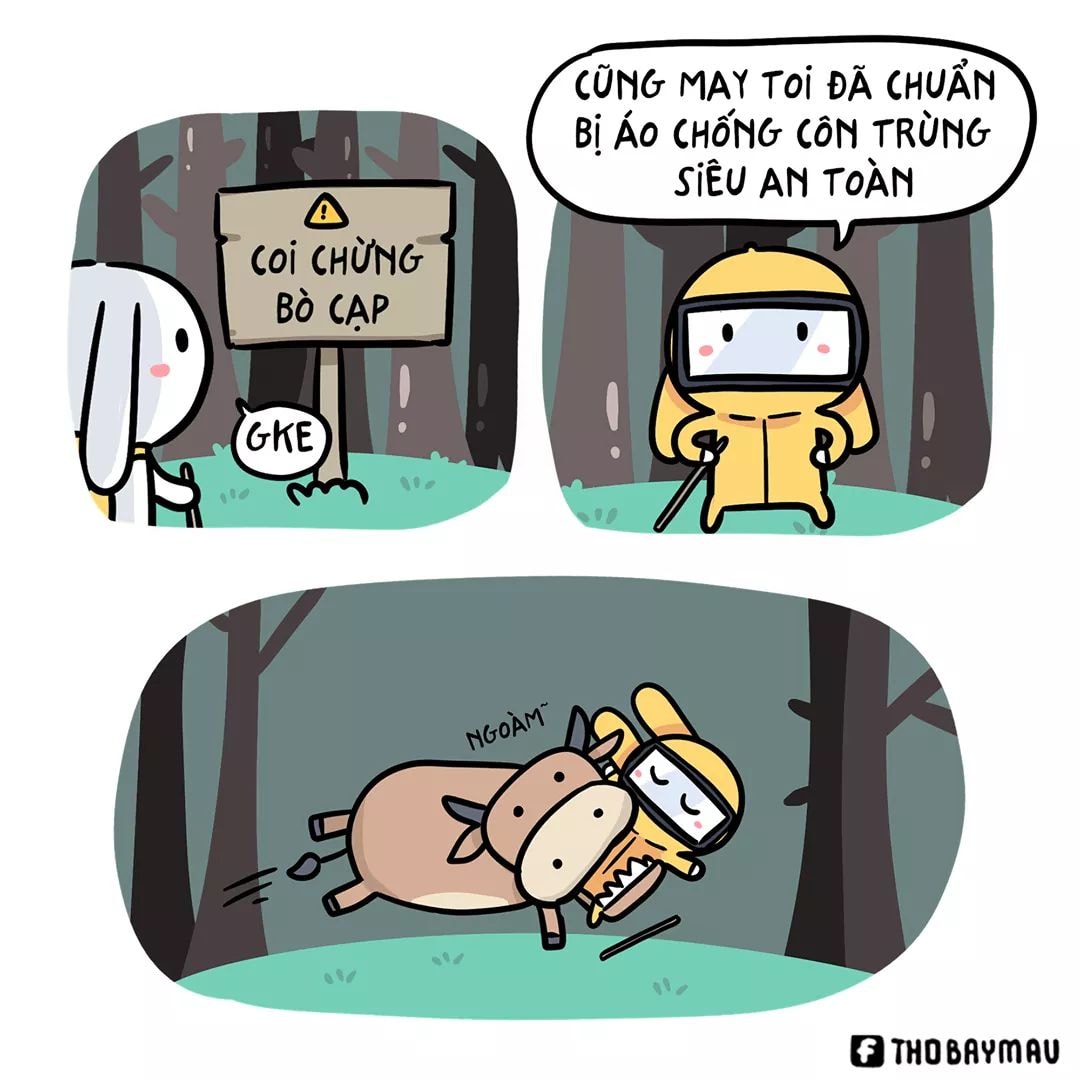 COI CHỪNG
BÒ CẠP
GKE
CŨNG MAY TOI ĐÃ CHUẨN
BỊ ÁO CHỐNG CÔN TRÙNG
SIÊU AN TOÀN
NGOÀM~
THOBAYMAU